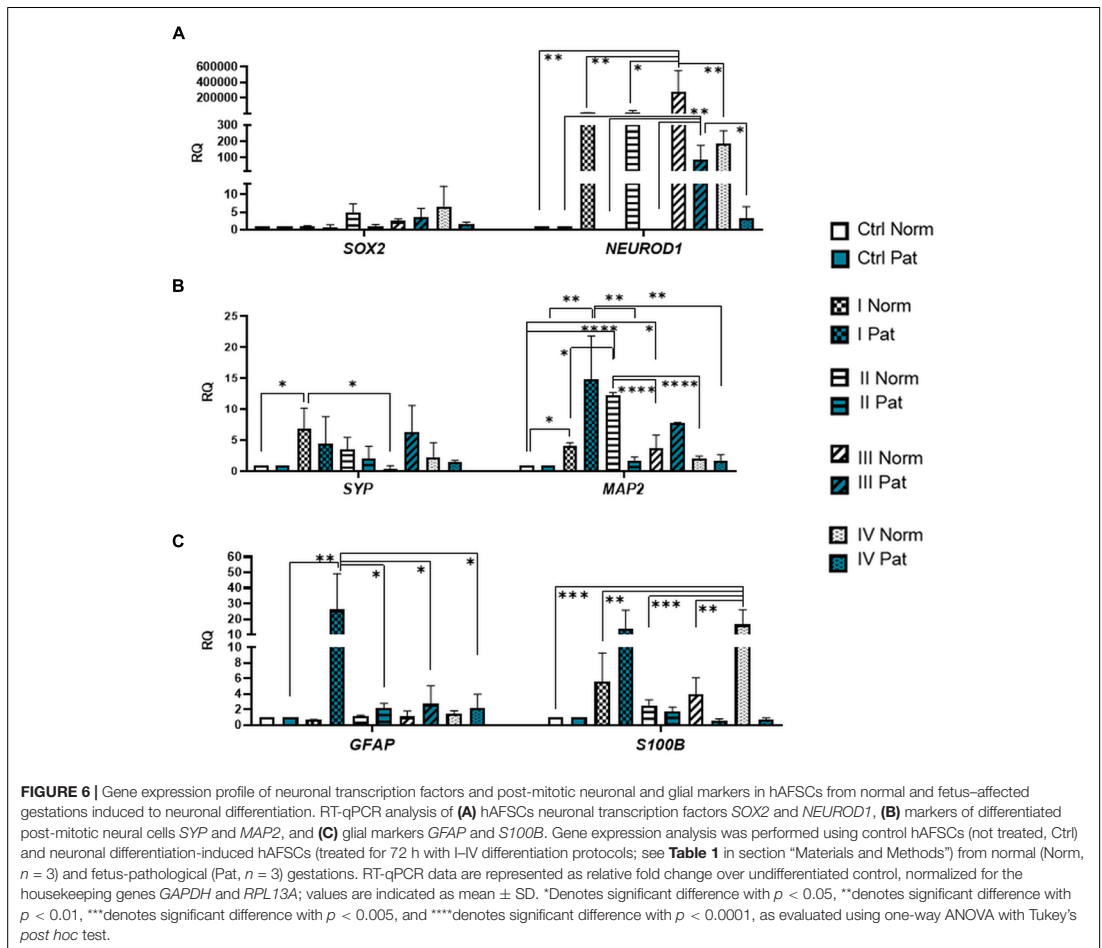 A
600000
400000
200000
300
200
100
10
5
0
RQ
** ** * ** ** *
SOX2 NEUROD1
B
25
20
15
10
5
0
RQ
* * * ** ** ** **** * * **** ****
SYP MAP2
C
60
50
40
30
20
10
10
8
6
4
2
0
RQ
** * * * *** ** *** **
GFAP S100B
Ctrl Norm
Ctrl Pat
I Norm
I Pat
II Norm
II Pat
III Norm
III Pat
IV Norm
IV Pat
FIGURE 6 | Gene expression profile of neuronal transcription factors and post-mitotic neuronal and glial markers in hAFSCs from normal and fetus–affected
gestations induced to neuronal differentiation. RT-qPCR analysis of (A) hAFSCs neuronal transcription factors SOX2 and NEUROD1, (B) markers of differentiated
post-mitotic neural cells SYP and MAP2, and (C) glial markers GFAP and S100B. Gene expression analysis was performed using control hAFSCs (not treated, Ctrl)
and neuronal differentiation-induced hAFSCs (treated for 72 h with I–IV differentiation protocols; see Table 1 in section “Materials and Methods”) from normal (Norm,
n = 3) and fetus-pathological (Pat, n = 3) gestations. RT-qPCR data are represented as relative fold change over undifferentiated control, normalized for the
housekeeping genes GAPDH and RPL13A; values are indicated as mean ± SD. *Denotes significant difference with p < 0.05, **denotes significant difference with
p < 0.01, ***denotes significant difference with p < 0.005, and ****denotes significant difference with p < 0.0001, as evaluated using one-way ANOVA with Tukey’s
post hoc test.